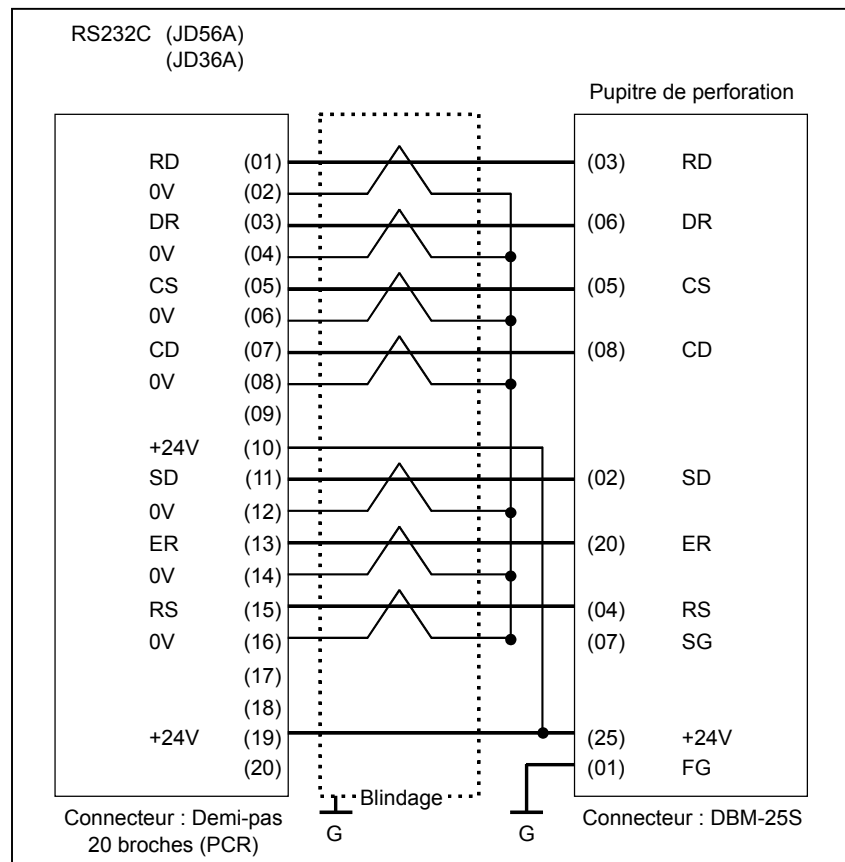 RS232C (JD56A)
(JD36A)
Pupitre de perforation
RD (01) (03) RD
0V (02)
DR (03) (06) DR
0V (04)
CS (05) (05) CS
0V (06)
CD (07) (08) CD
0V (08)
(09)
+24V (10)
SD (11) (02) SD
0V (12)
ER (13) (20) ER
0V (14)
RS (15) (04) RS
0V (16) (07) SG
(17)
(18)
+24V (19) (25) +24V
(20) (01) FG
Blindage
G G
Connecteur : Demi-pas
20 broches (PCR)
Connecteur : DBM-25S